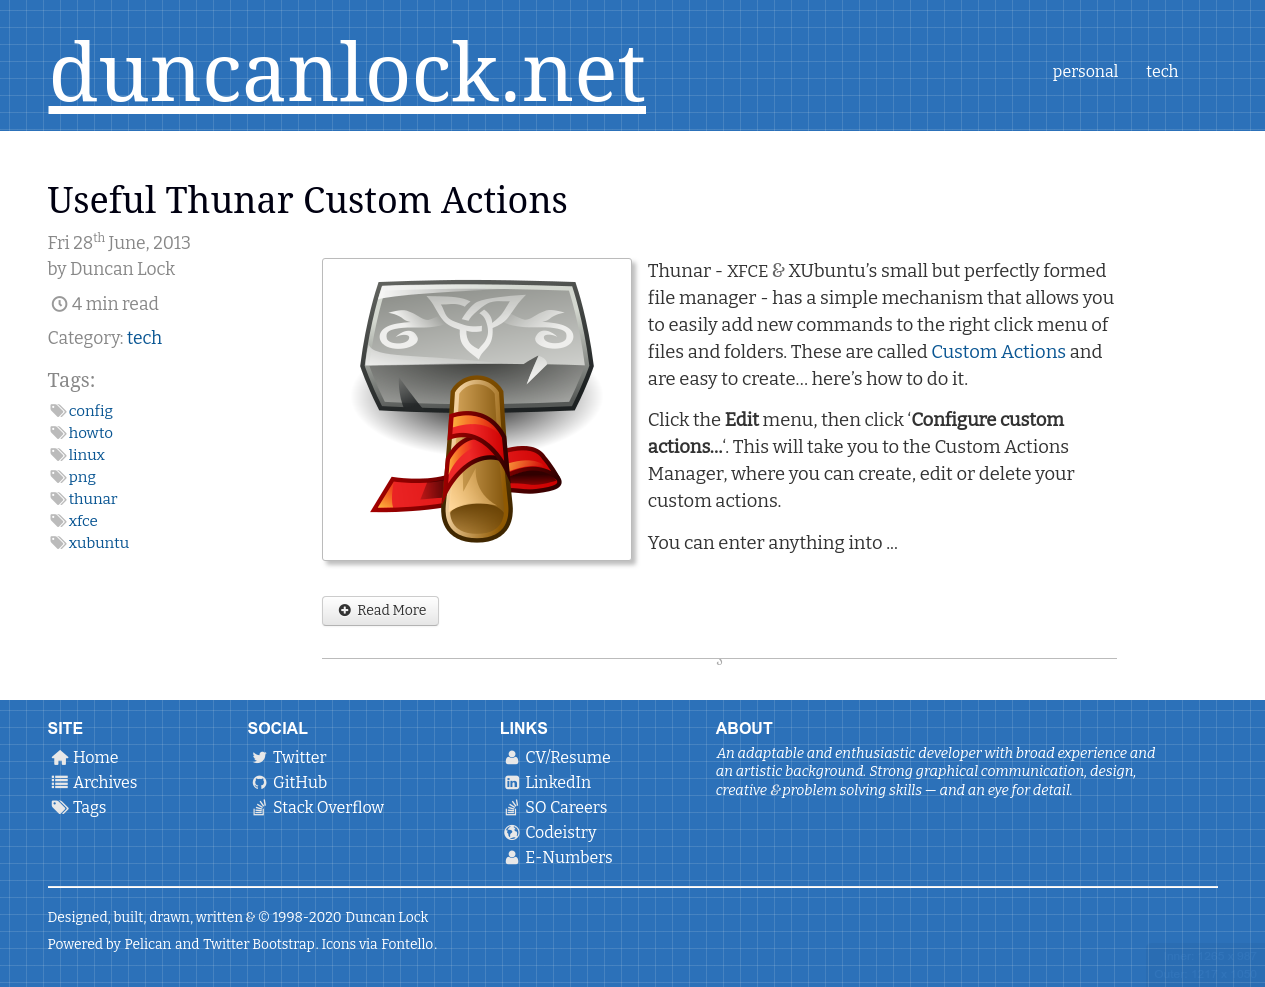 duncanlock.net
personal
tech
Useful Thunar Custom Actions
Fri 28th June, 2013
by Duncan Lock
4 min read
Category: tech
Tags:
config
howto
linux
png
thunar
xfce
xubuntu
Thunar - XFCE & XUbuntu’s small but perfectly formed
file manager - has a simple mechanism that allows you
to easily add new commands to the right click menu of
files and folders. These are called Custom Actions and
are easy to create… here’s how to do it.
Click the Edit menu, then click ‘Configure custom
actions…‘. This will take you to the Custom Actions
Manager, where you can create, edit or delete your
custom actions.
You can enter anything into ...
Read More
SITE
Home
Archives
Tags
SOCIAL
Twitter
GitHub
Stack Overflow
LINKS
CV/Resume
LinkedIn
SO Careers
Codeistry
E-Numbers
ABOUT
An adaptable and enthusiastic developer with broad experience and
an artistic background. Strong graphical communication, design,
creative & problem solving skills — and an eye for detail.
Designed, built, drawn, written & © 1998-2020 Duncan Lock
Powered by Pelican and Twitter Bootstrap. Icons via Fontello.